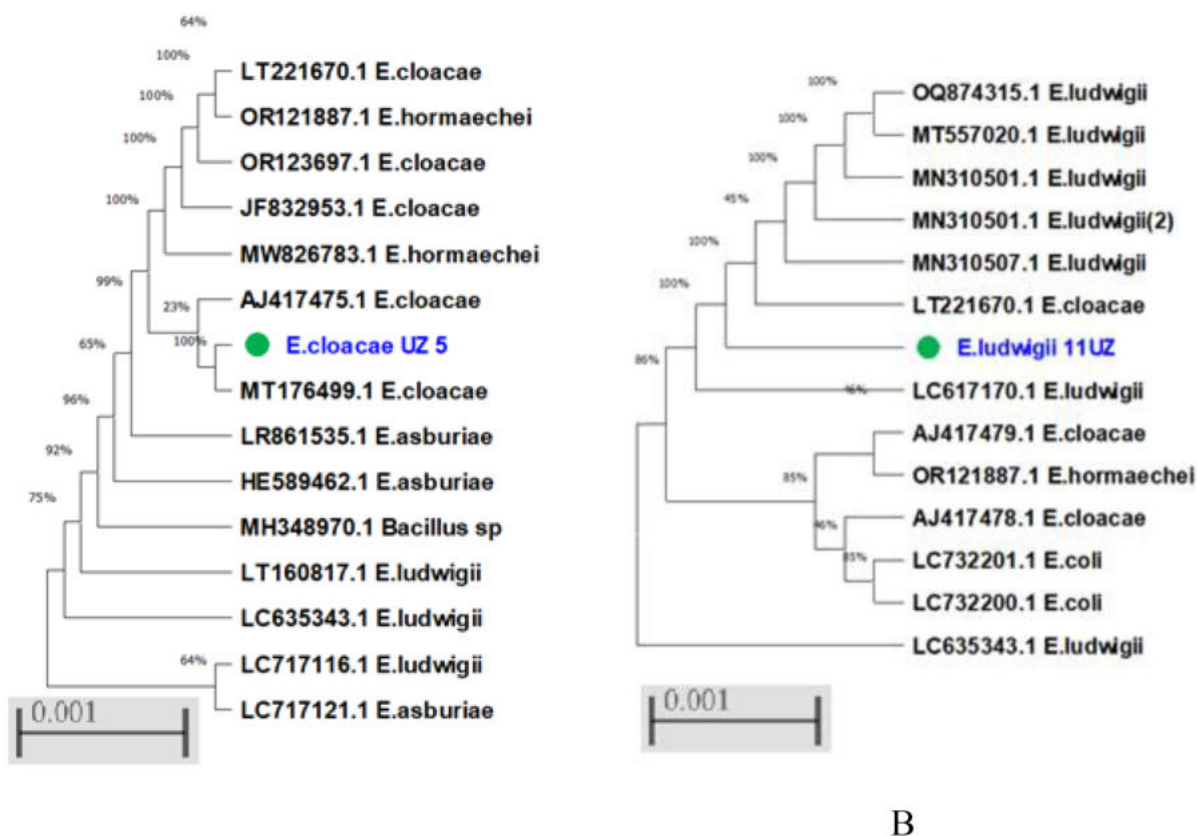 64%
100%
LT221670.1 E.cloacae
100%
OR121887.1 E.hormaechei
100%
OR123697.1 E.cloacae
100%
JF832953.1 E.cloacae
MW826783.1 E.hormaechei
99%
AJ417475.1 E.cloacae
23%
65%
100%
E.cloacae UZ 5
MT176499.1 E.cloacae
96%
LR861535.1 E.asburiae
92%
HE589462.1 E.asburiae
75%
MH348970.1 Bacillus sp
LT160817.1 E.ludwigii
LC635343.1 E.ludwigii
64%
LC717116.1 E.ludwigii
LC717121.1 E.asburiae
0.001
100%
OQ874315.1 E.ludwigii
100%
MT557020.1 E.ludwigii
100%
MN310501.1 E.ludwigii
45%
MN310501.1 E.ludwigii(2)
100%
MN310507.1 E.ludwigii
100%
LT221670.1 E.cloacae
E.ludwigii 11UZ
86%
46%
LC617170.1 E.ludwigii
AJ417479.1 E.cloacae
85%
OR121887.1 E.hormaechei
46%
AJ417478.1 E.cloacae
85%
LC732201.1 E.coli
LC732200.1 E.coli
LC635343.1 E.ludwigii
0.001
B